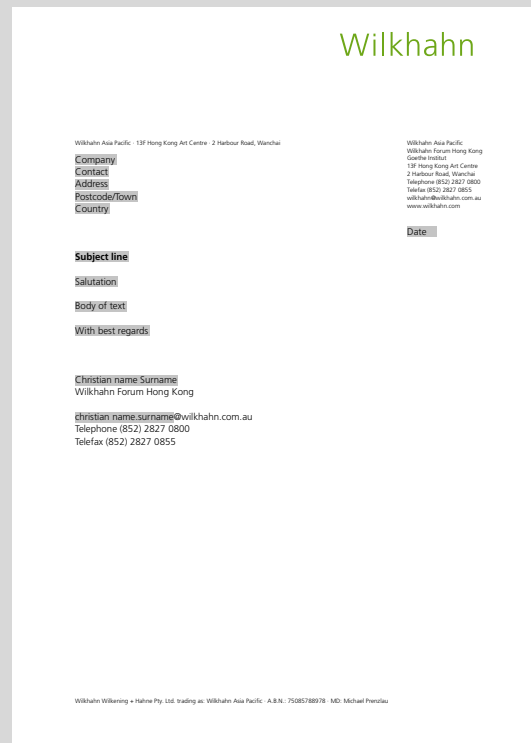 Wilkhahn
Wilkhahn Asia Pacific · 13F Hong Kong Art Centre · 2 Harbour Road, Wanchai
Company
Contact
Address
Postcode/Town
Country
Wilkhahn Asia Pacific
Wilkhahn Forum Hong Kong
Goethe Institut
13F Hong Kong Art Centre
2 Harbour Road, Wanchai
Telephone (852) 2827 0800
Telefax (852) 2827 0855
wilkhahn@wilkhahn.com.au
www.wilkhahn.com
Date
Subject line
Salutation
Body of text
With best regards
Christian name Surname
Wilkhahn Forum Hong Kong
christian name.surname@wilkhahn.com.au
Telephone (852) 2827 0800
Telefax (852) 2827 0855
Wilkhahn Wilkening + Hahne Pty. Ltd. trading as: Wilkhahn Asia Pacific · A.B.N.: 75085788978 · MD: Michael Prenzlau